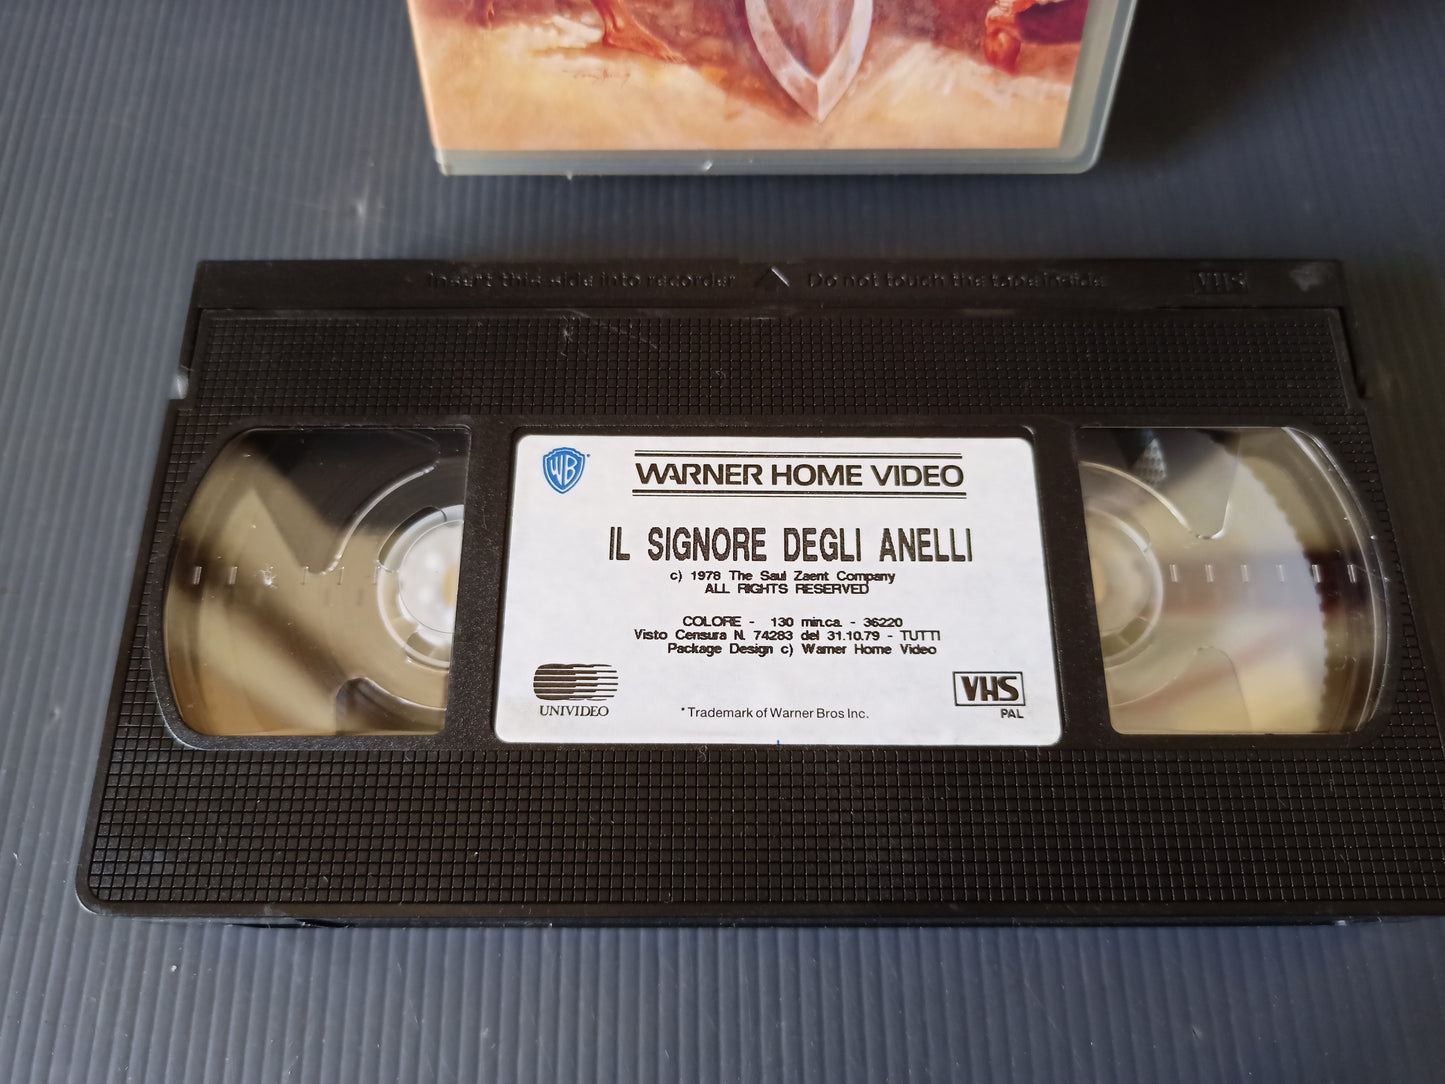 Insert this side into recorder Do not touch the tape inside VHS
WB
WARNER HOME VIDEO
IL SIGNORE DEGLI ANELLI
c) 1978 The Saul Zaent Company
ALL RIGHTS RESERVED
COLORE - 130 min.ca. - 36220
Visto Censura N. 74283 del 31.10.79 - TUTTI
Package Design c) Warner Home Video
UNIVIDEO
*Trademark of Warner Bros Inc.
VHS
PAL